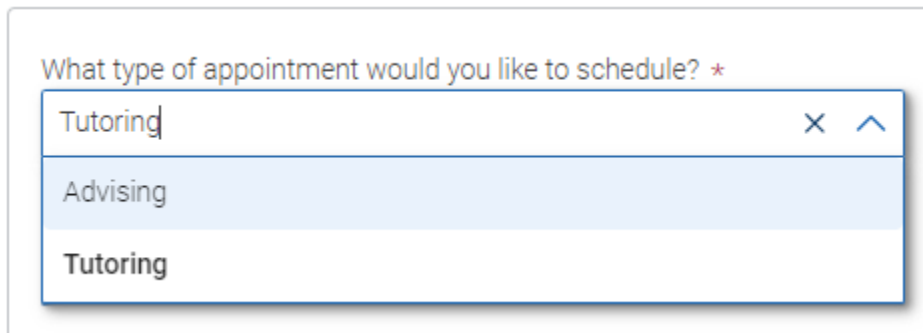 What type of appointment would you like to schedule? *
Tutoring
Advising
Tutoring